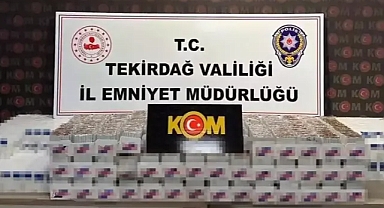 T.C.
TEKİRDAĞ VALİLİĞİ
İL EMNİYET MÜDÜRLÜĞÜ
KOM